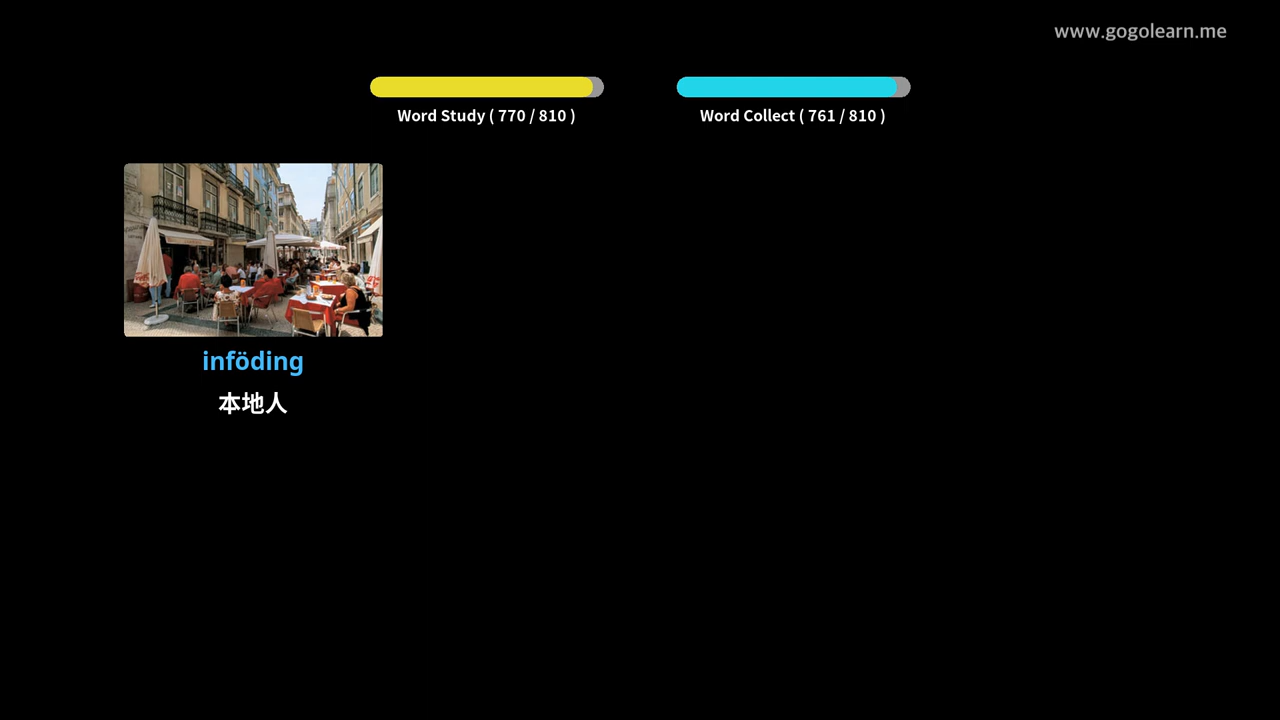 www.gogolearn.me
Word Study ( 770 / 810 )
Word Collect ( 761 / 810 )
inföding
本地人